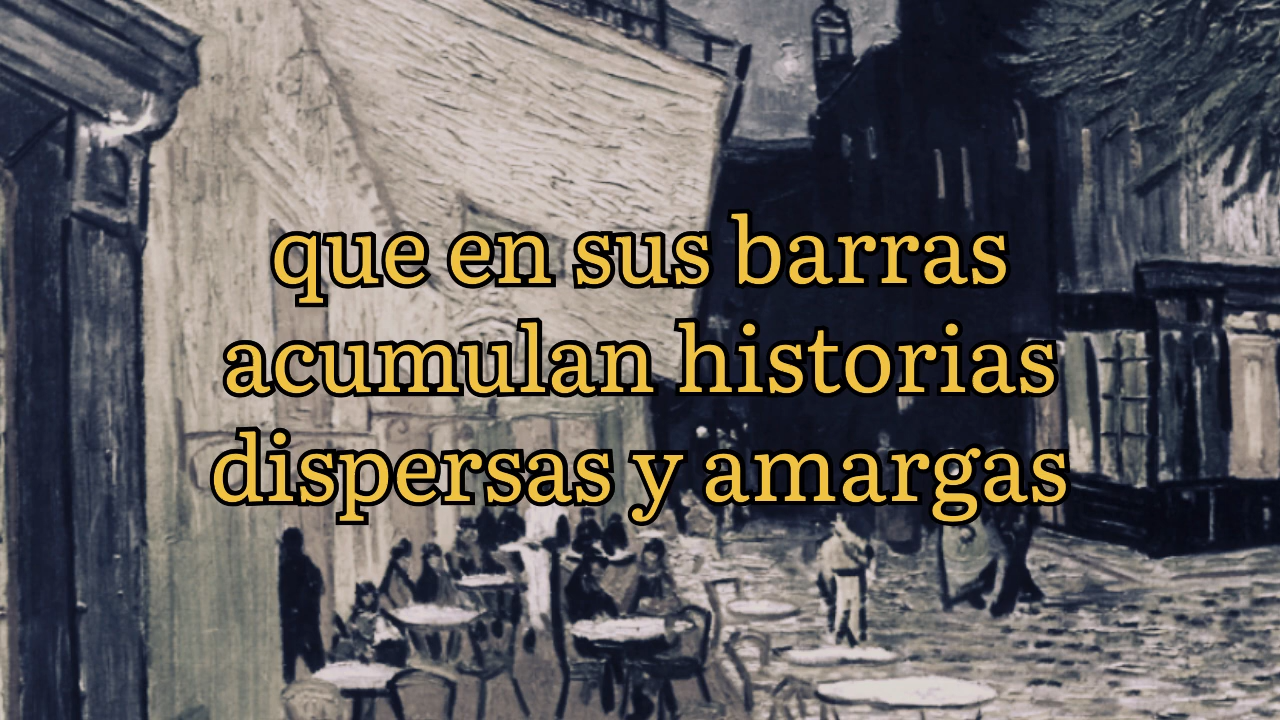 que en sus barras
acumulan historias
dispersas y amargas